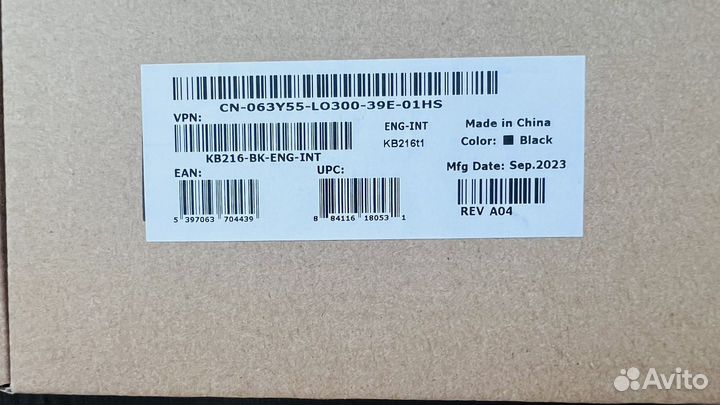 CN-063Y55-LO300-39E-01HS
VPN:
KB216-BK-ENG-INT
ENG-INT
KB216t1
Made in China
Color: Black
EAN:
5 397063 704439
UPC:
8 84116 18053 1
Mfg Date: Sep.2023
REV A04
Avito